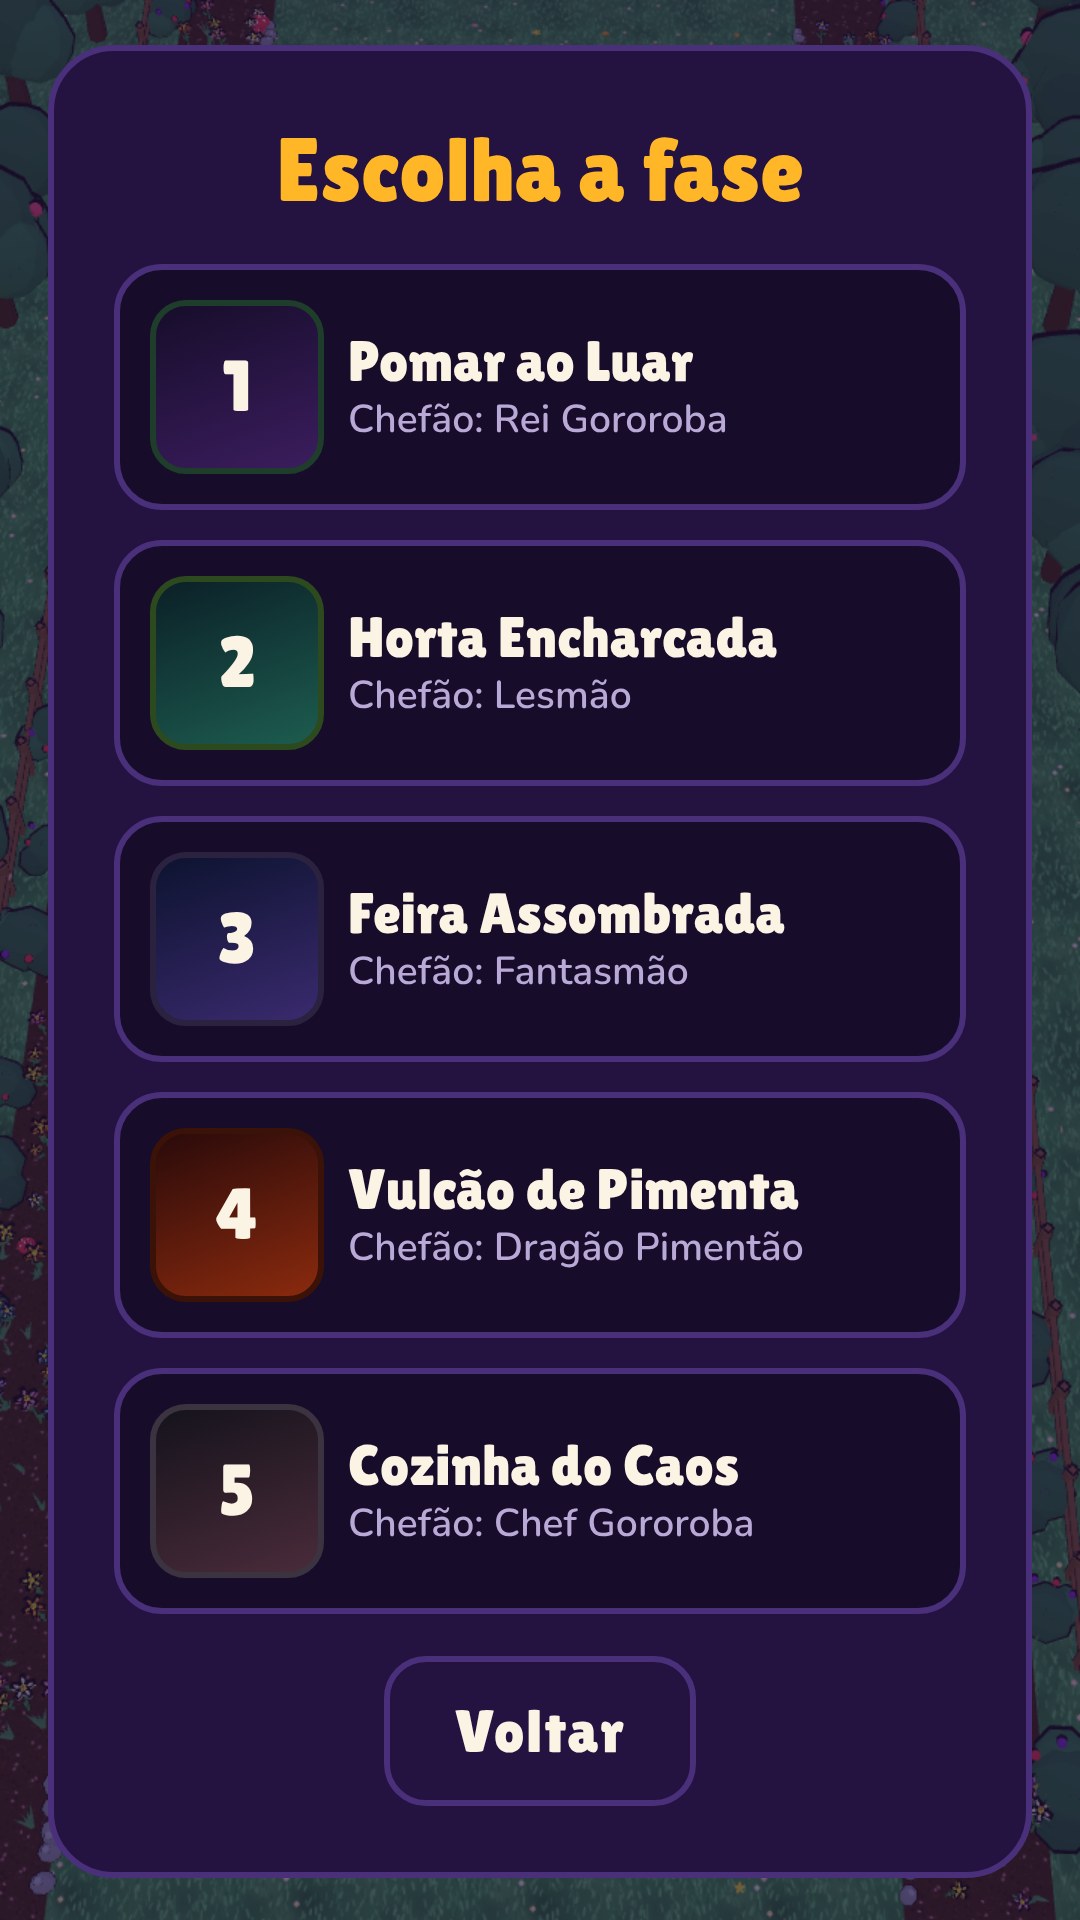 Escolha a fase
1
Pomar ao Luar
Chefão: Rei Gororoba
2
Horta Encharcada
Chefão: Lesmão
3
Feira Assombrada
Chefão: Fantasmão
4
Vulcão de Pimenta
Chefão: Dragão Pimentão
5
Cozinha do Caos
Chefão: Chef Gororoba
Voltar